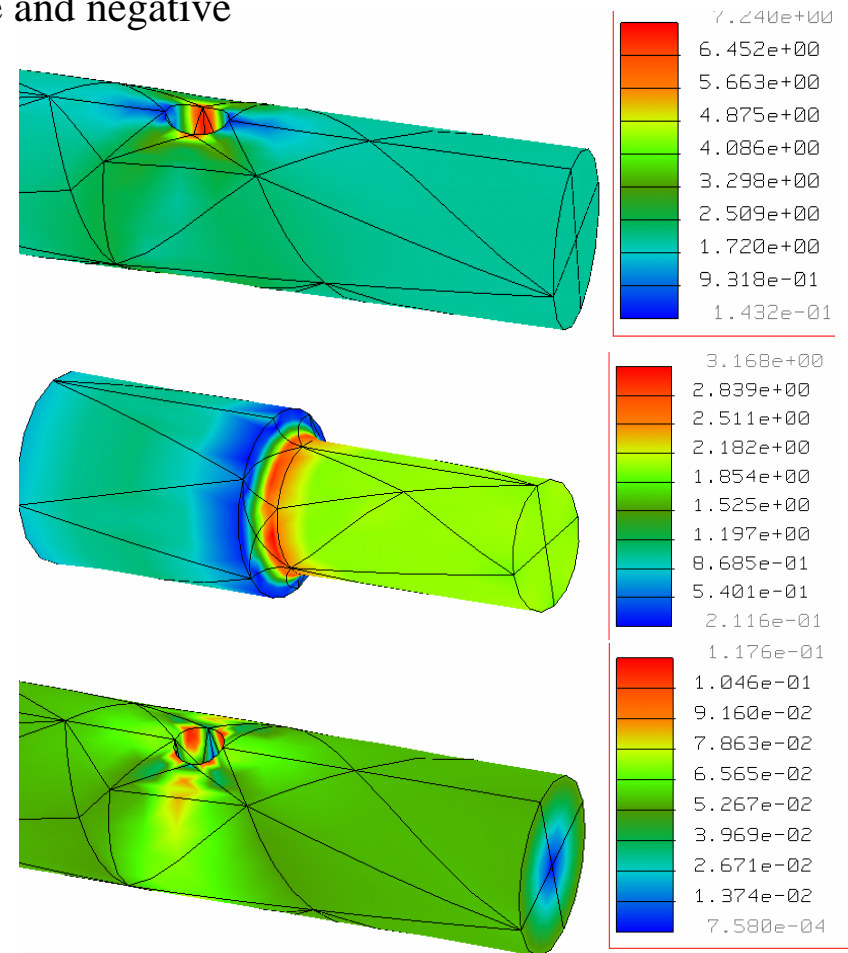 e and negative
7.240e+00
6.452e+00
5.663e+00
4.875e+00
4.086e+00
3.298e+00
2.509e+00
1.720e+00
9.318e-01
1.432e-01
3.168e+00
2.839e+00
2.511e+00
2.182e+00
1.854e+00
1.525e+00
1.197e+00
8.685e-01
5.401e-01
2.116e-01
1.176e-01
1.046e-01
9.160e-02
7.863e-02
6.565e-02
5.267e-02
3.969e-02
2.671e-02
1.374e-02
7.580e-04